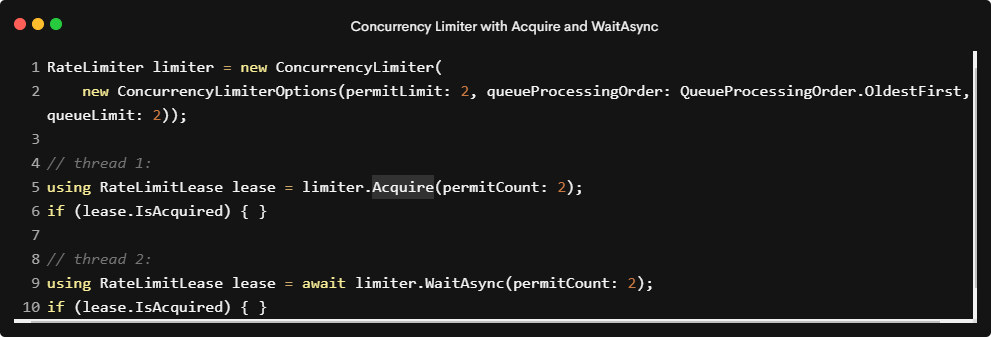 Concurrency Limiter with Acquire and WaitAsync
1 RateLimiter limiter = new ConcurrencyLimiter(
2     new ConcurrencyLimiterOptions(permitLimit: 2, queueProcessingOrder: QueueProcessingOrder.OldestFirst,
queueLimit: 2));
3
4 // thread 1:
5 using RateLimitLease lease = limiter.Acquire(permitCount: 2);
6 if (lease.IsAcquired) { }
7
8 // thread 2:
9 using RateLimitLease lease = await limiter.WaitAsync(permitCount: 2);
10 if (lease.IsAcquired) { }